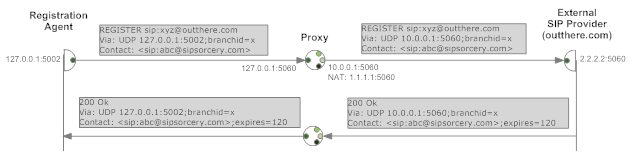 Registration
Agent
External
SIP Provider
(outthere.com)
REGISTER sip:xyz@outthere.com
Via: UDP 127.0.0.1:5002;branchid=x
Contact: <sip:abc@sipsorcery.com>
Proxy
REGISTER sip:xyz@outthere.com
Via: UDP 10.0.0.1:5060;branchid=x
Contact: <sip:abc@sipsorcery.com>
127.0.0.1:5002
127.0.0.1:5060
10.0.0.1:5060
NAT: 1.1.1.1:5060
2.2.2.2:5060
200 Ok
Via: UDP 127.0.0.1:5002;branchid=x
Contact: <sip:abc@sipsorcery.com>;expires=120
200 Ok
Via: UDP 10.0.0.1:5060;branchid=x
Contact: <sip:abc@sipsorcery.com>;expires=120